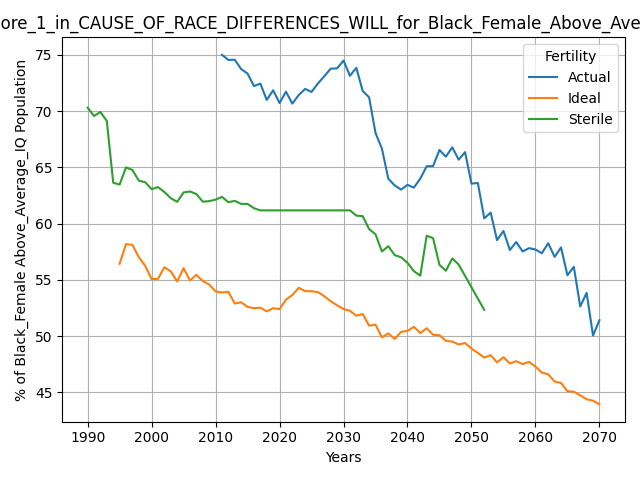 ore_1_in_CAUSE_OF_RACE_DIFFERENCES_WILL_for_Black_Female_Above_Ave
% of Black_Female Above_Average_IQ Population
75
70
65
60
55
50
45
Fertility
Actual
Ideal
Sterile
1990 2000 2010 2020 2030 2040 2050 2060 2070
Years